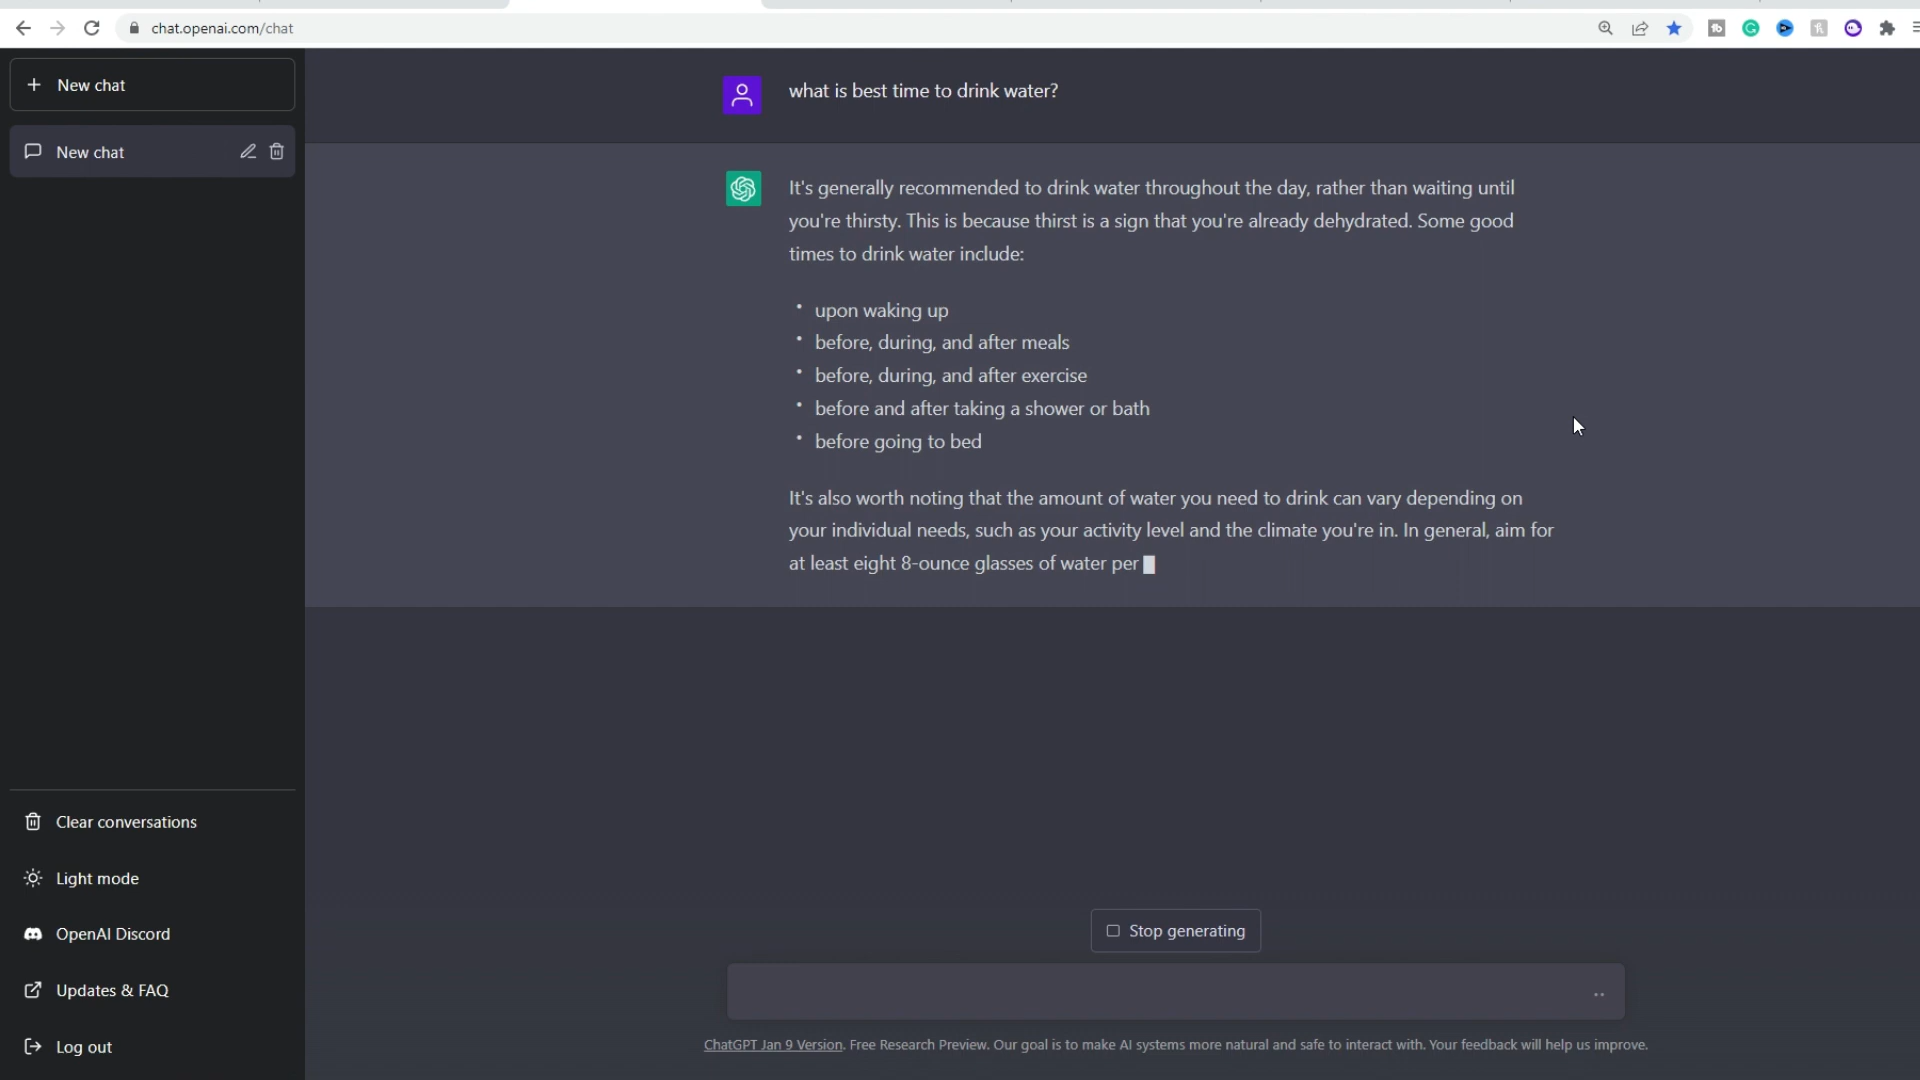 chat.openai.com/chat
New chat
New chat
what is best time to drink water?
It's generally recommended to drink water throughout the day, rather than waiting until
you're thirsty. This is because thirst is a sign that you're already dehydrated. Some good
times to drink water include:
• upon waking up
• before, during, and after meals
• before, during, and after exercise
• before and after taking a shower or bath
• before going to bed
It's also worth noting that the amount of water you need to drink can vary depending on
your individual needs, such as your activity level and the climate you're in. In general, aim for
at least eight 8-ounce glasses of water per
Clear conversations
Light mode
OpenAI Discord
Updates & FAQ
Log out
Stop generating
ChatGPT Jan 9 Version. Free Research Preview. Our goal is to make AI systems more natural and safe to interact with. Your feedback will help us improve.